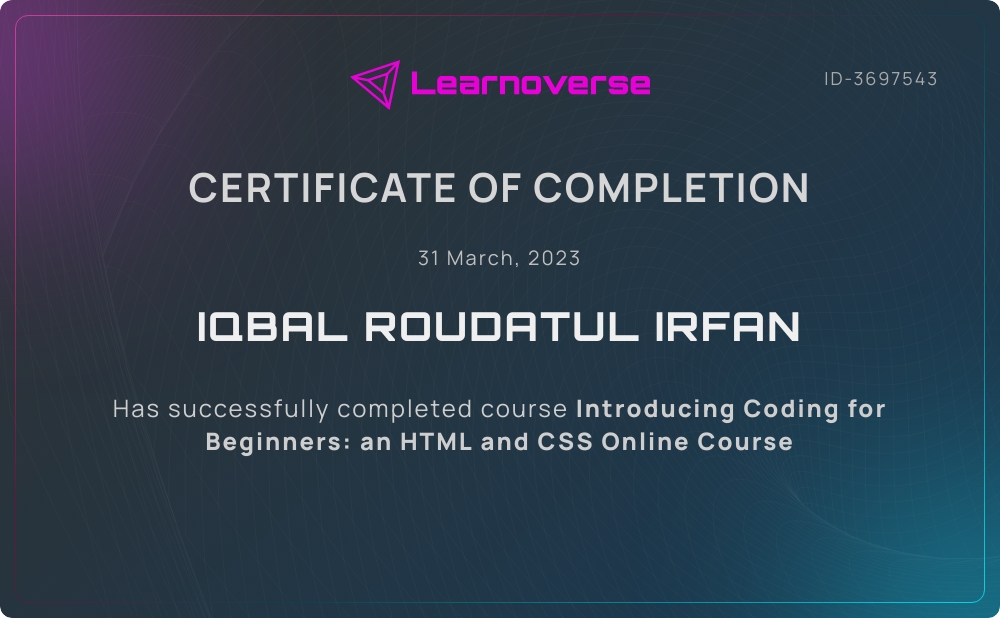 Learnoverse
ID-3697543
CERTIFICATE OF COMPLETION
31 March, 2023
IQBAL ROUDATUL IRFAN
Has successfully completed course Introducing Coding for
Beginners: an HTML and CSS Online Course